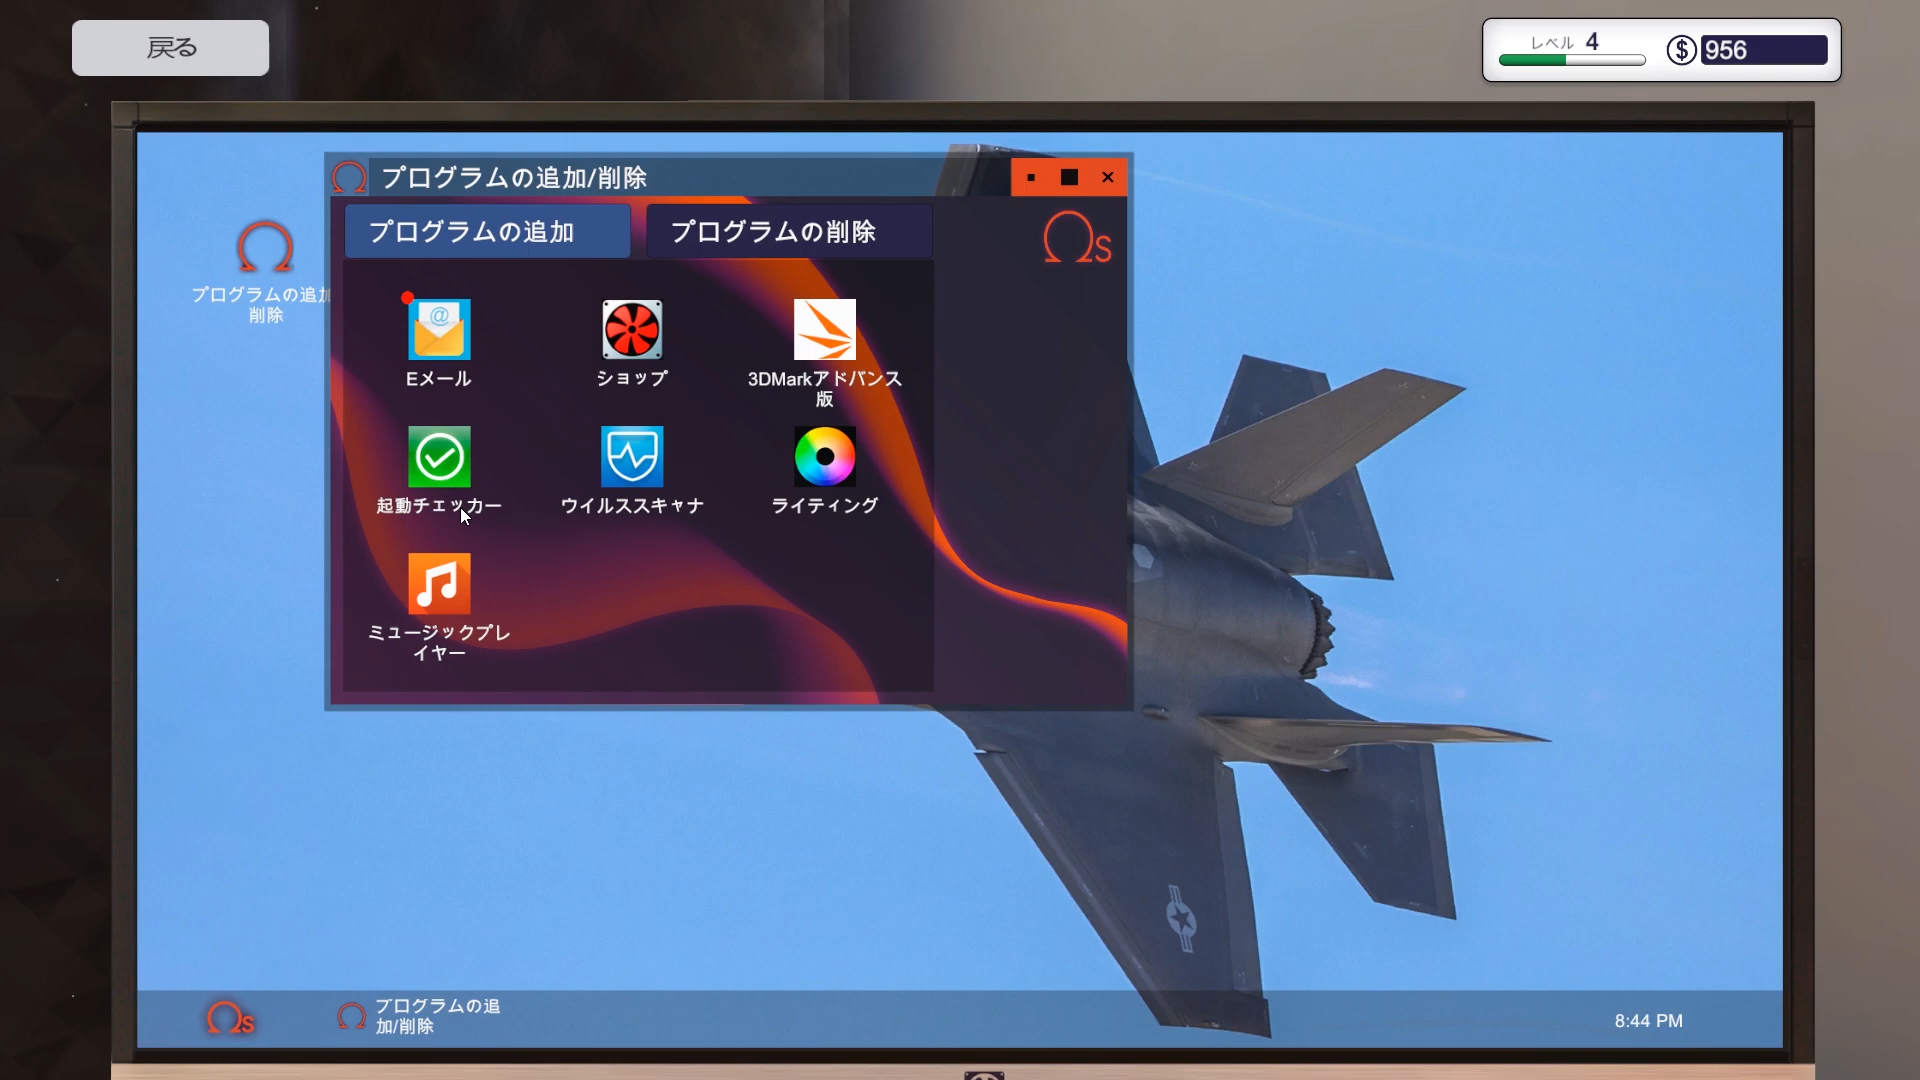 戻る
レベル 4
$ 956
プログラムの追加/削除
プログラムの追加
プログラムの削除
Ωs
プログラムの追加
削除
Eメール
ショップ
3DMarkアドバンス
版
起動チェッカー
ウイルススキャナ
ライティング
ミュージックプレ
イヤー
Ωs
プログラムの追
加/削除
8:44 PM